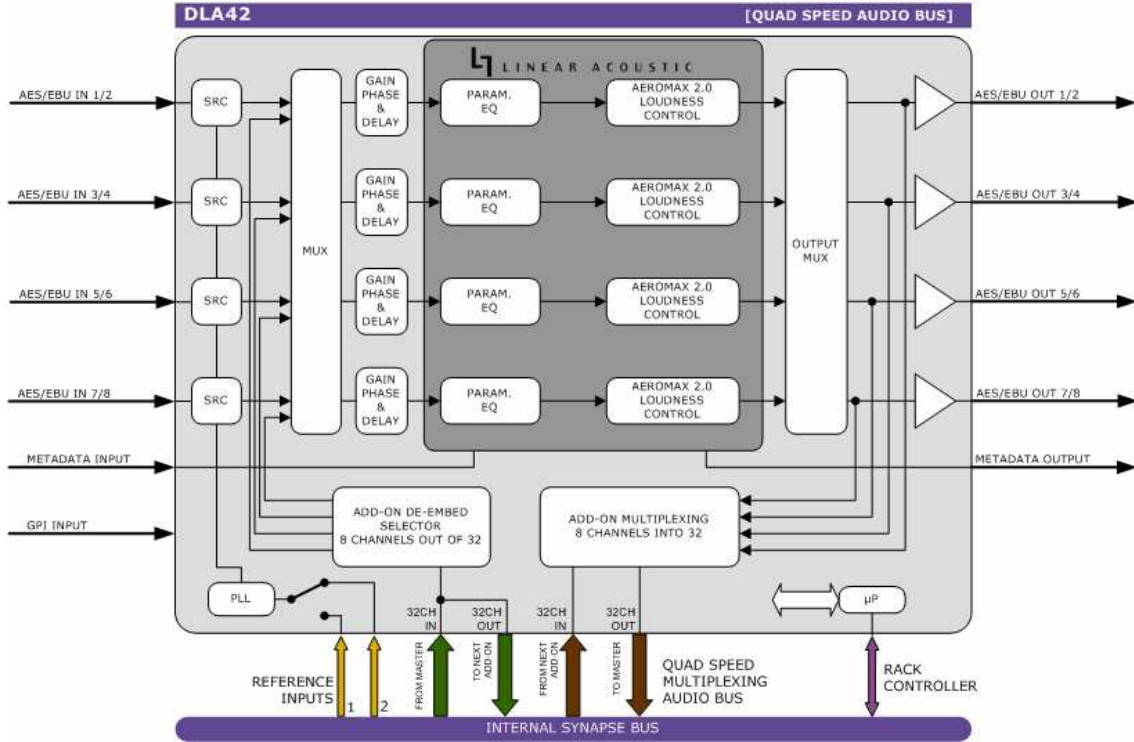 DLA42
[QUAD SPEED AUDIO BUS]
LINEAR ACOUSTIC
AES/EBU IN 1/2
SRC
GAIN
PHASE
&
DELAY
PARAM.
EQ
AEROMAX 2.0
LOUDNESS
CONTROL
AES/EBU OUT 1/2
AES/EBU IN 3/4
SRC
GAIN
PHASE
&
DELAY
PARAM.
EQ
AEROMAX 2.0
LOUDNESS
CONTROL
AES/EBU OUT 3/4
MUX
OUTPUT
MUX
AES/EBU IN 5/6
SRC
GAIN
PHASE
&
DELAY
PARAM.
EQ
AEROMAX 2.0
LOUDNESS
CONTROL
AES/EBU OUT 5/6
AES/EBU IN 7/8
SRC
GAIN
PHASE
&
DELAY
PARAM.
EQ
AEROMAX 2.0
LOUDNESS
CONTROL
AES/EBU OUT 7/8
METADATA INPUT
METADATA OUTPUT
GPI INPUT
ADD-ON DE-EMBED
SELECTOR
8 CHANNELS OUT OF 32
ADD-ON MULTIPLEXING
8 CHANNELS INTO 32
PLL
µP
32CH
IN
32CH
OUT
32CH
IN
32CH
OUT
REFERENCE
INPUTS
1
2
FROM MASTER
TO NEXT
ADD-ON
FROM NEXT
ADD-ON
TO MASTER
QUAD SPEED
MULTIPLEXING
AUDIO BUS
RACK
CONTROLLER
INTERNAL SYNAPSE BUS